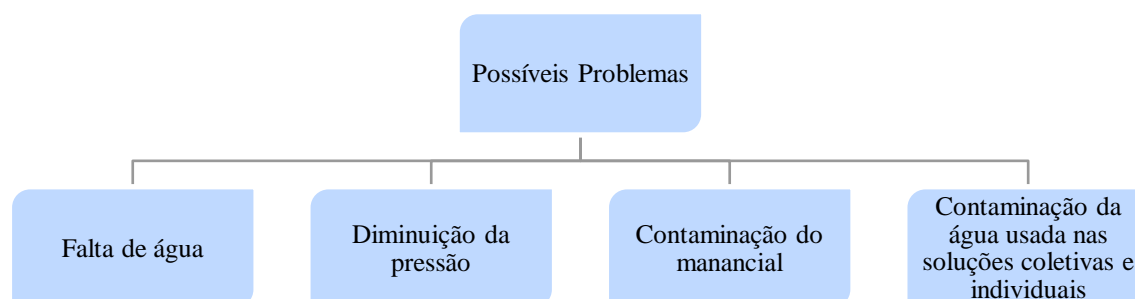 Possíveis Problemas
Falta de água
Diminuição da
pressão
Contaminação do
manancial
Contaminação da
água usada nas
soluções coletivas e
individuais